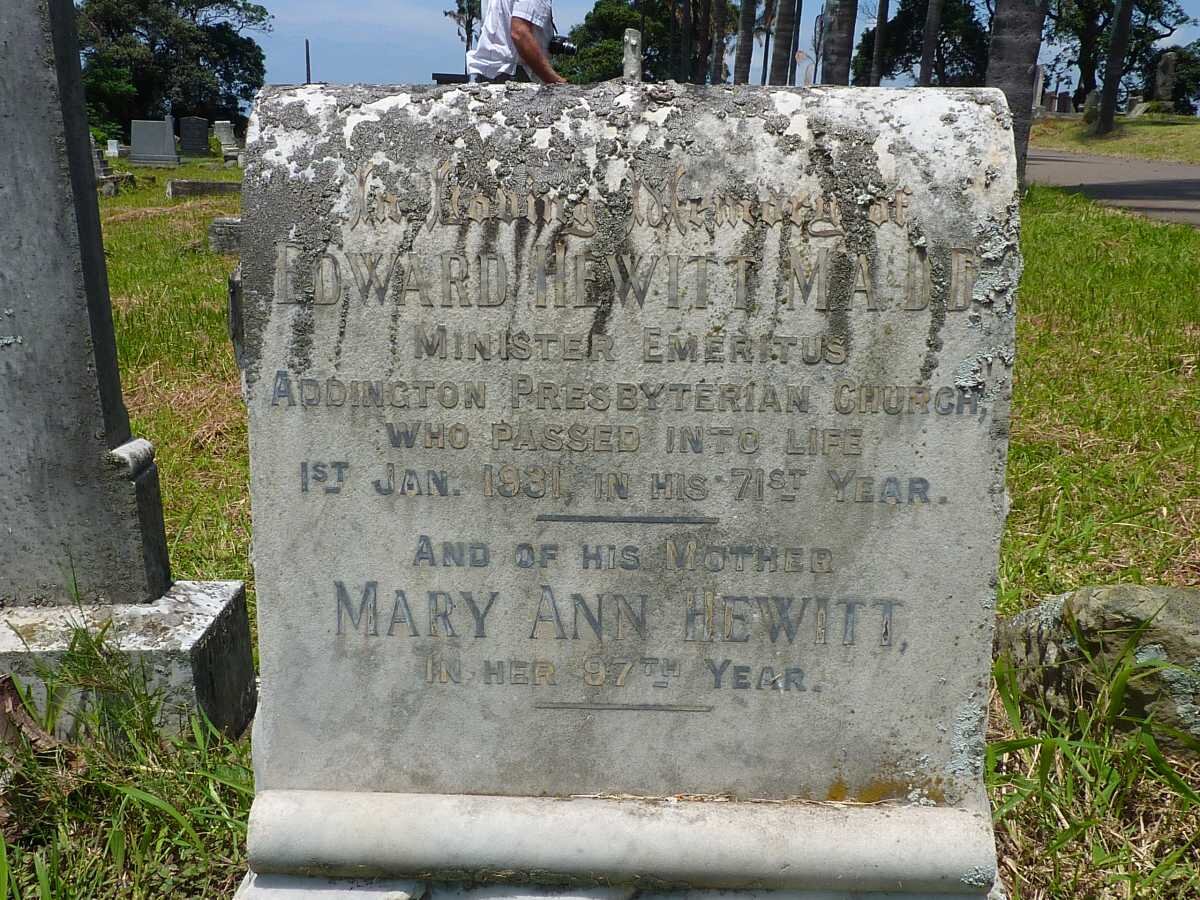 In Loving Memory of
EDWARD HEWITT M.A. D.D.
MINISTER EMERITUS
ADDINGTON PRESBYTERIAN CHURCH,
WHO PASSED INTO LIFE
1ST JAN. 1931, IN HIS 71ST YEAR.
AND OF HIS MOTHER
MARY ANN HEWITT,
IN HER 97TH YEAR.